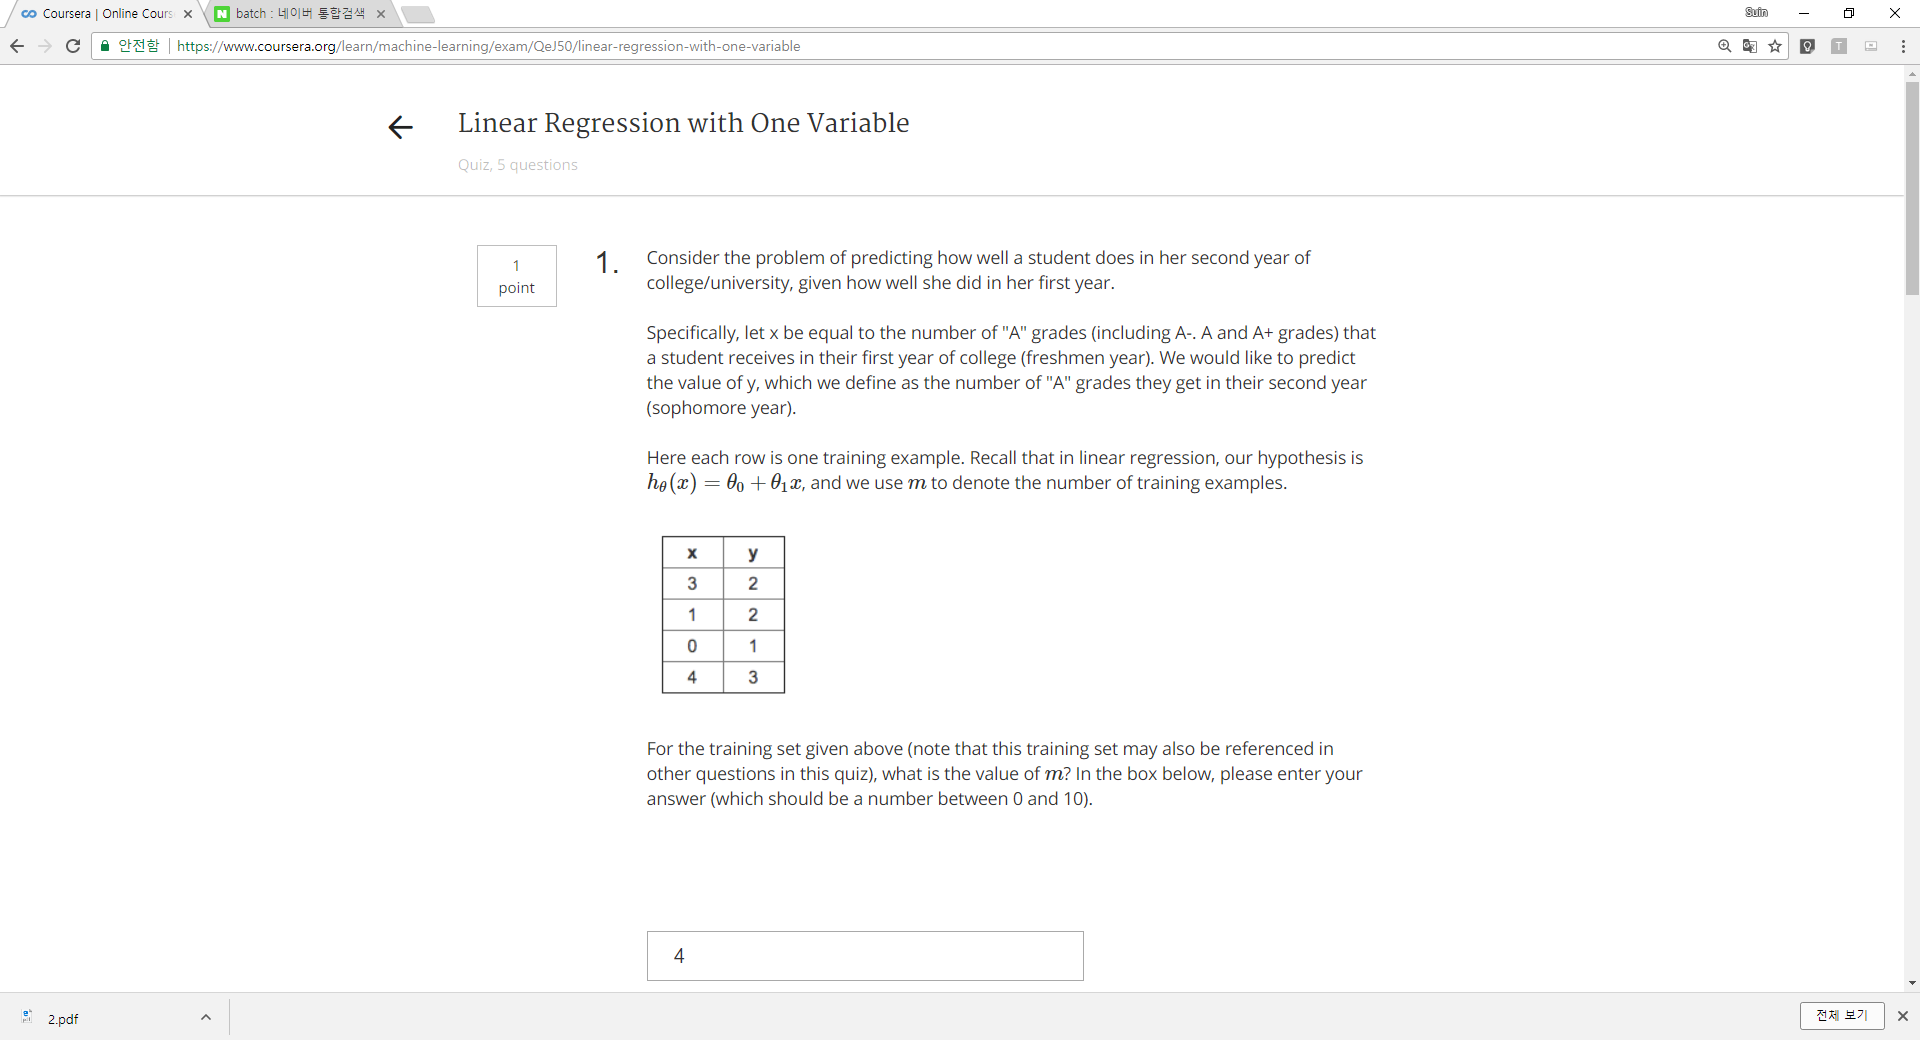 Coursera | Online Cours
batch : 네이버 통합검색
Suin
안전함
https://www.coursera.org/learn/machine-learning/exam/QeJ50/linear-regression-with-one-variable
Linear Regression with One Variable
Quiz, 5 questions
1
point
1.
Consider the problem of predicting how well a student does in her second year of
college/university, given how well she did in her first year.
Specifically, let x be equal to the number of "A" grades (including A-. A and A+ grades) that
a student receives in their first year of college (freshmen year). We would like to predict
the value of y, which we define as the number of "A" grades they get in their second year
(sophomore year).
Here each row is one training example. Recall that in linear regression, our hypothesis is
hθ(x) = θ0 + θ1x, and we use m to denote the number of training examples.
x y
3 2
1 2
0 1
4 3
For the training set given above (note that this training set may also be referenced in
other questions in this quiz), what is the value of m? In the box below, please enter your
answer (which should be a number between 0 and 10).
4
2.pdf
전체 보기